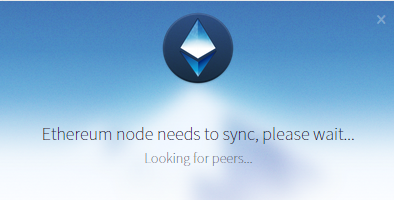 Ethereum node needs to sync, please wait...
Looking for peers...